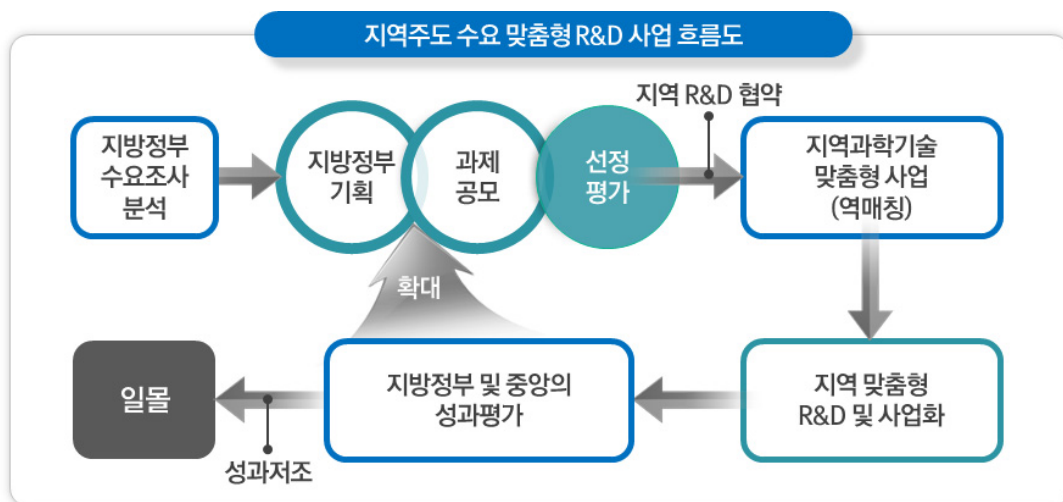 지역주도 수요 맞춤형 R&D 사업 흐름도
지역 R&D 협약
지방정부
수요조사
분석
지방정부
기획
과제
공모
선정
평가
지역과학기술
맞춤형 사업
(역매칭)
확대
일몰
성과저조
지방정부 및 중앙의
성과평가
지역 맞춤형
R&D 및 사업화